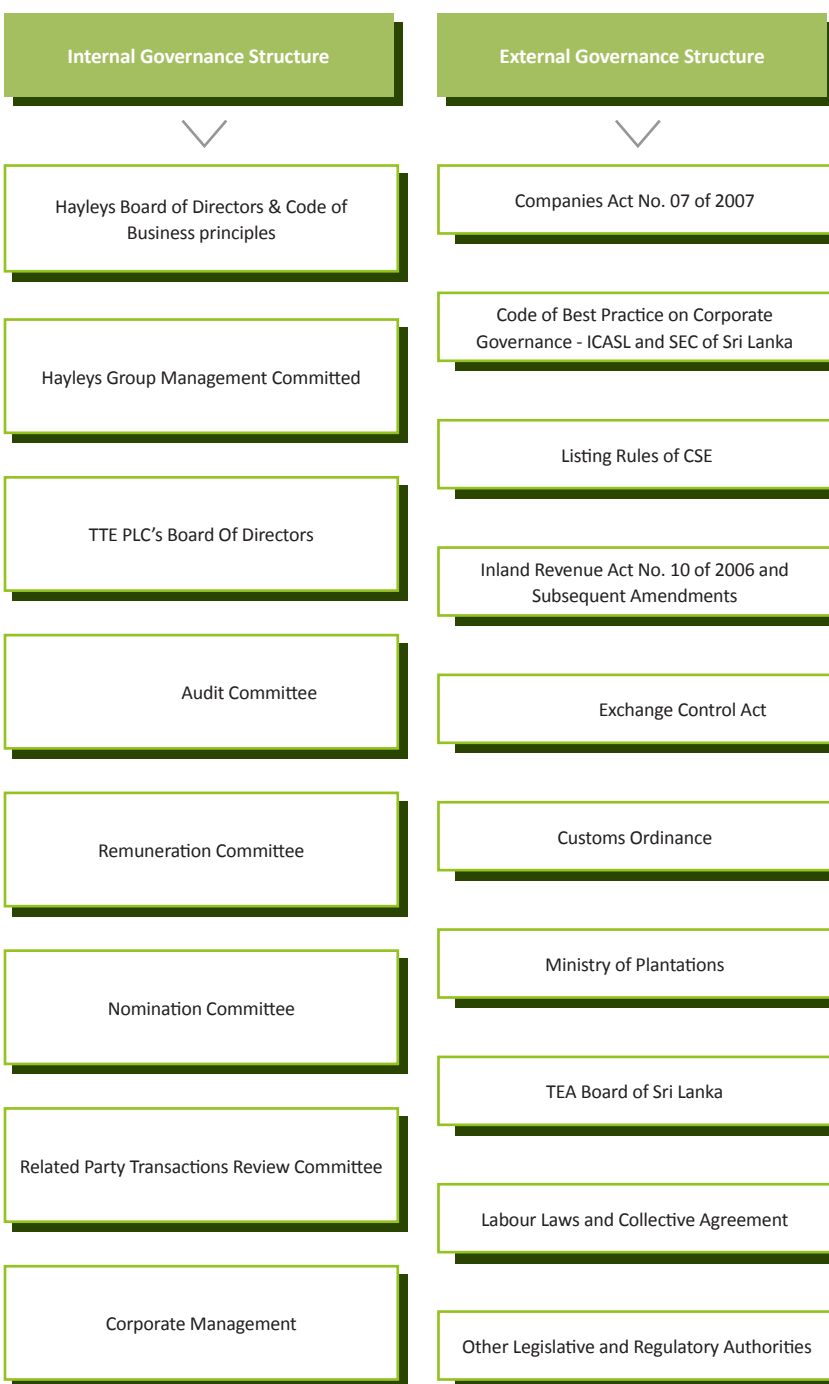 Internal Governance Structure
Hayleys Board of Directors & Code of
Business principles
Hayleys Group Management Committed
TTE PLC’s Board Of Directors
Audit Committee
Remuneration Committee
Nomination Committee
Related Party Transactions Review Committee
Corporate Management
External Governance Structure
Companies Act No. 07 of 2007
Code of Best Practice on Corporate
Governance - ICASL and SEC of Sri Lanka
Listing Rules of CSE
Inland Revenue Act No. 10 of 2006 and
Subsequent Amendments
Exchange Control Act
Customs Ordinance
Ministry of Plantations
TEA Board of Sri Lanka
Labour Laws and Collective Agreement
Other Legislative and Regulatory Authorities